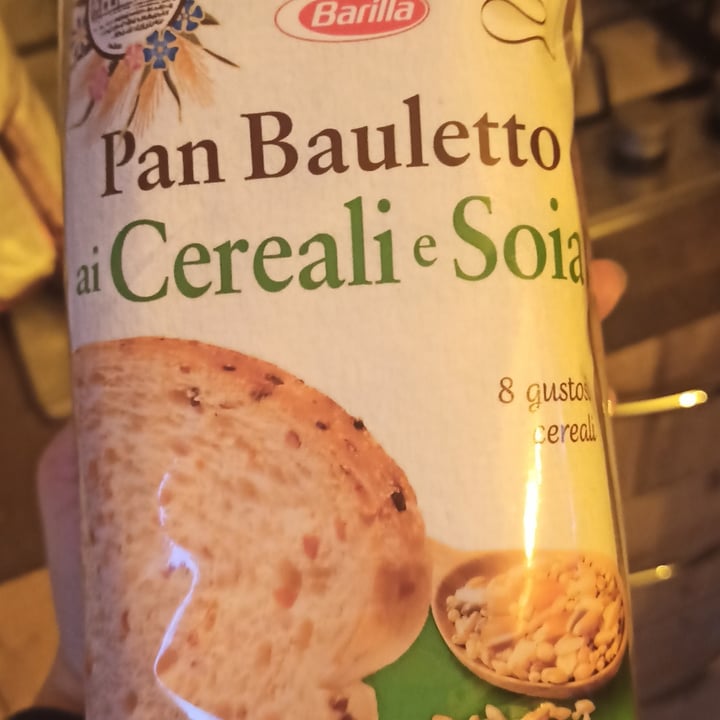 Barilla
Pan Bauletto
ai Cereali e Soia
8 gustosi
cereali